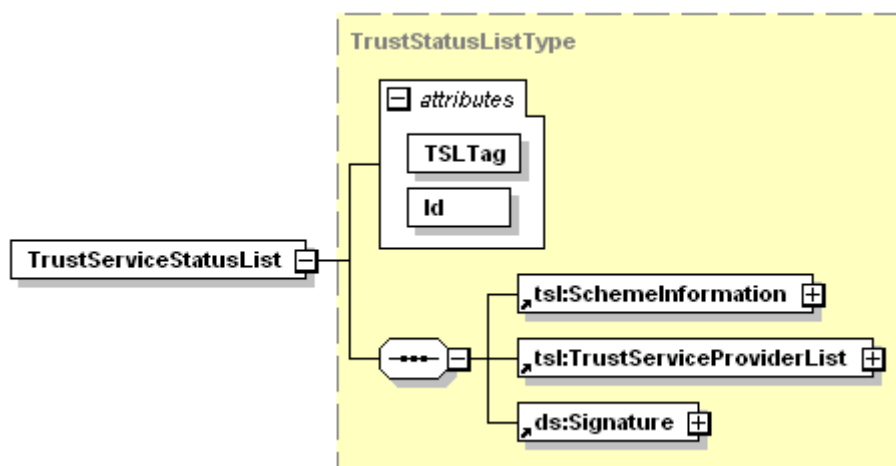 TrustStatusListType
attributes
TSLTag
Id
TrustServiceStatusList
tsl:SchemeInformation
tsl:TrustServiceProviderList
ds:Signature